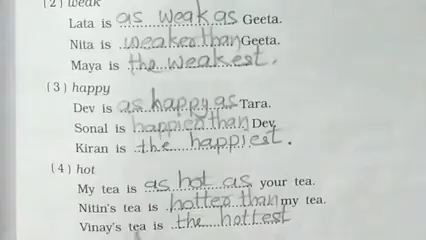 (2) weak
Lata is as weak as Geeta.
Nita is weaker than Geeta.
Maya is the weakest.
(3) happy
Dev is as happy as Tara.
Sonal is happier than Dev.
Kiran is the happiest.
(4) hot
My tea is as hot as your tea.
Nitin's tea is hotter than my tea.
Vinay's tea is the hottest